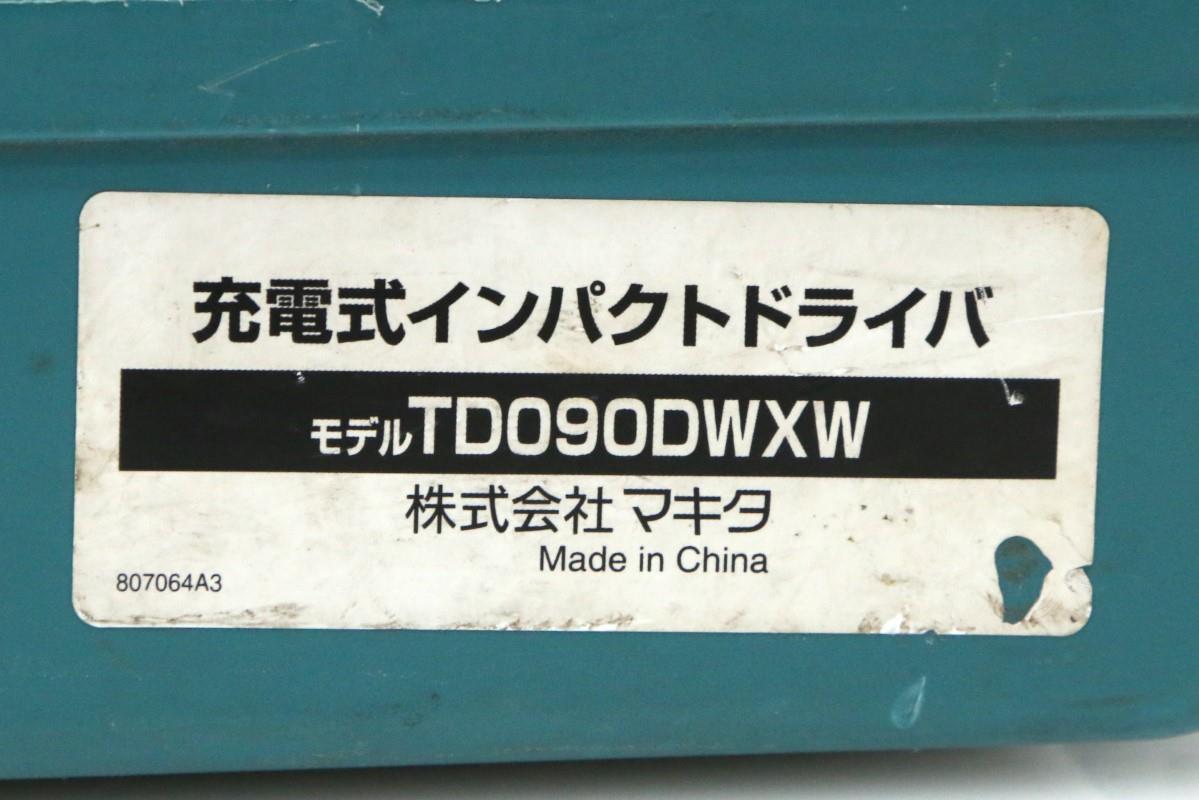 充電式インパクトドライバ
モデルTD090DWXW
株式会社マキタ
Made in China
807064A3